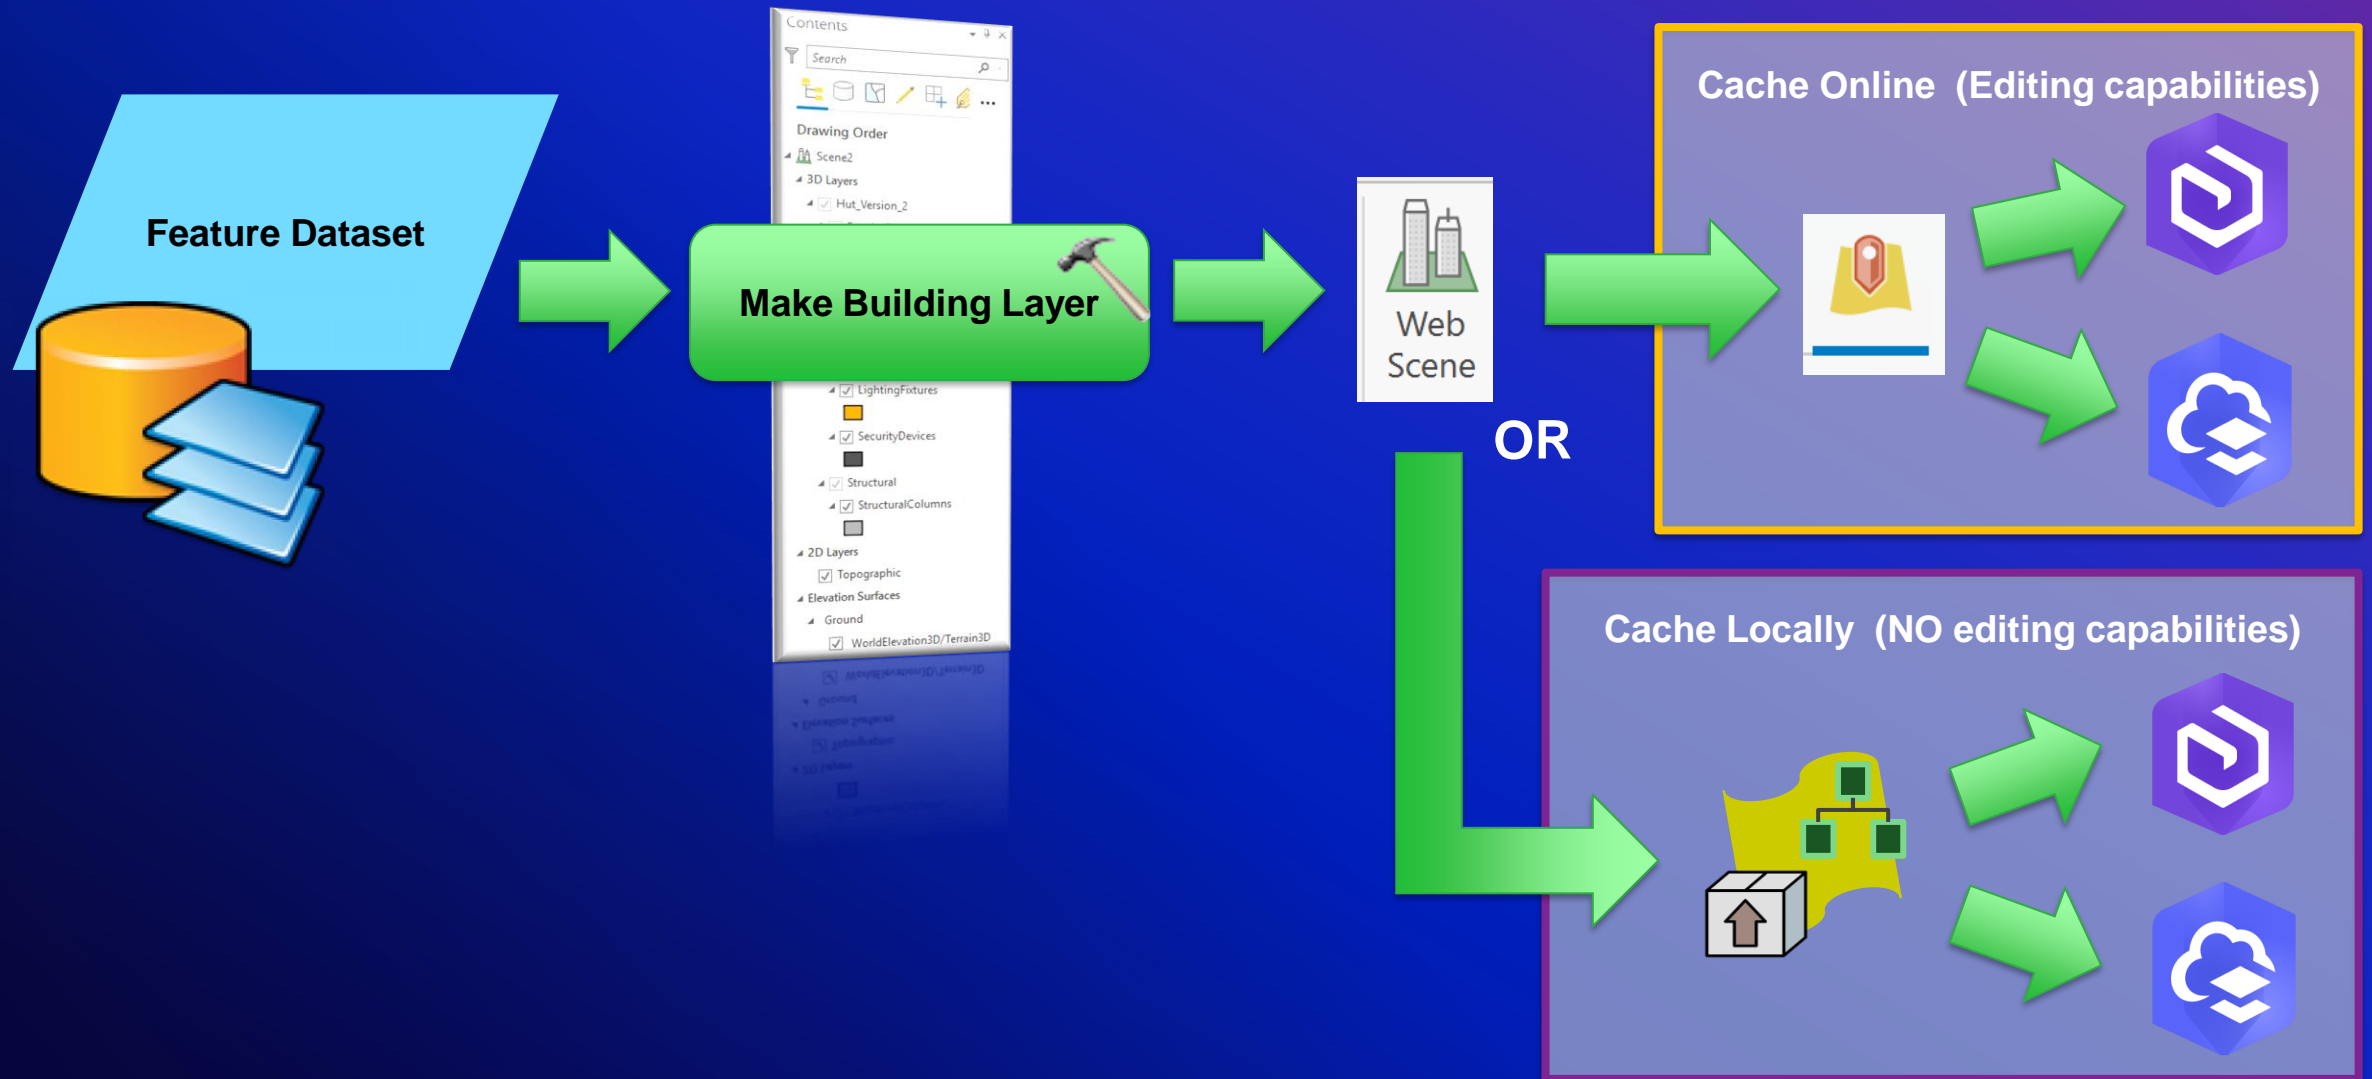 Feature Dataset
Contents
Search
Drawing Order
Scene2
3D Layers
Hut_Version_2
Make Building Layer
LightingFixtures
SecurityDevices
Structural
StructuralColumns
2D Layers
Topographic
Elevation Surfaces
Ground
WorldElevation3D/Terrain3D
Web
Scene
OR
Cache Online (Editing capabilities)
Cache Locally (NO editing capabilities)